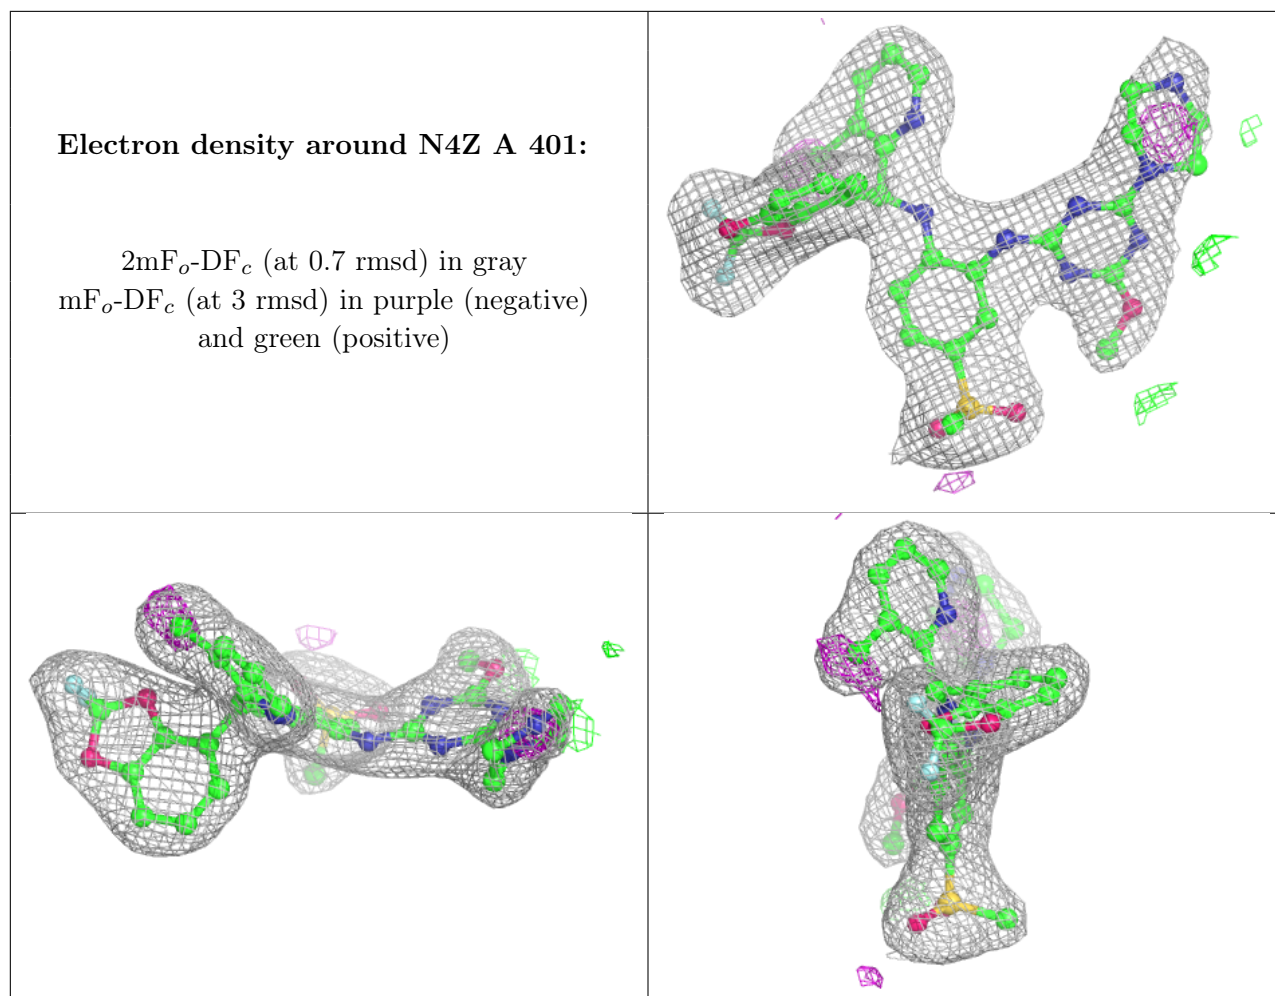 Electron density around N4Z A 401:
2mFo-DFc (at 0.7 rmsd) in gray
mFo-DFc (at 3 rmsd) in purple (negative)
and green (positive)